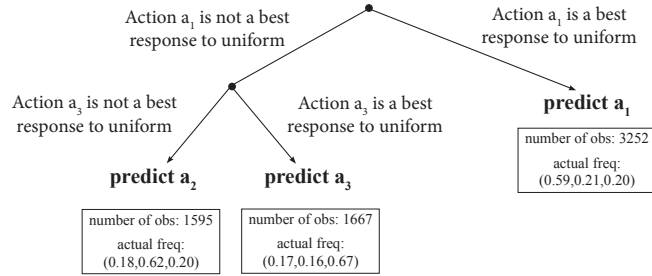 Action a₁ is not a best
response to uniform
Action a₁ is a best
response to uniform
Action a₃ is not a best
response to uniform
Action a₃ is a best
response to uniform
predict a₁
number of obs: 3252
actual freq:
(0.59,0.21,0.20)
predict a₂
number of obs: 1595
actual freq:
(0.18,0.62,0.20)
predict a₃
number of obs: 1667
actual freq:
(0.17,0.16,0.67)